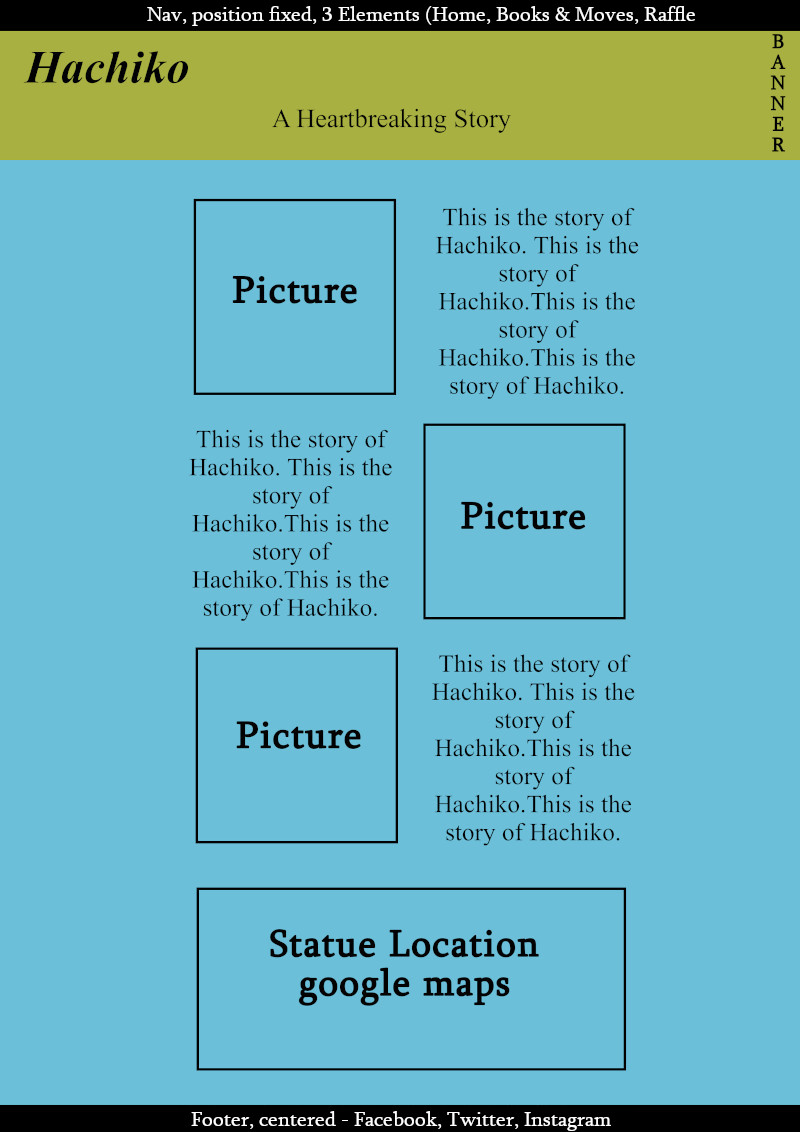 Nav, position fixed, 3 Elements (Home, Books & Moves, Raffle
Hachiko
A Heartbreaking Story
BANNER
Picture
This is the story of
Hachiko. This is the
story of
Hachiko.This is the
story of
Hachiko.This is the
story of Hachiko.
This is the story of
Hachiko. This is the
story of
Hachiko.This is the
story of
Hachiko.This is the
story of Hachiko.
Picture
Picture
This is the story of
Hachiko. This is the
story of
Hachiko.This is the
story of
Hachiko.This is the
story of Hachiko.
Statue Location
google maps
Footer, centered - Facebook, Twitter, Instagram